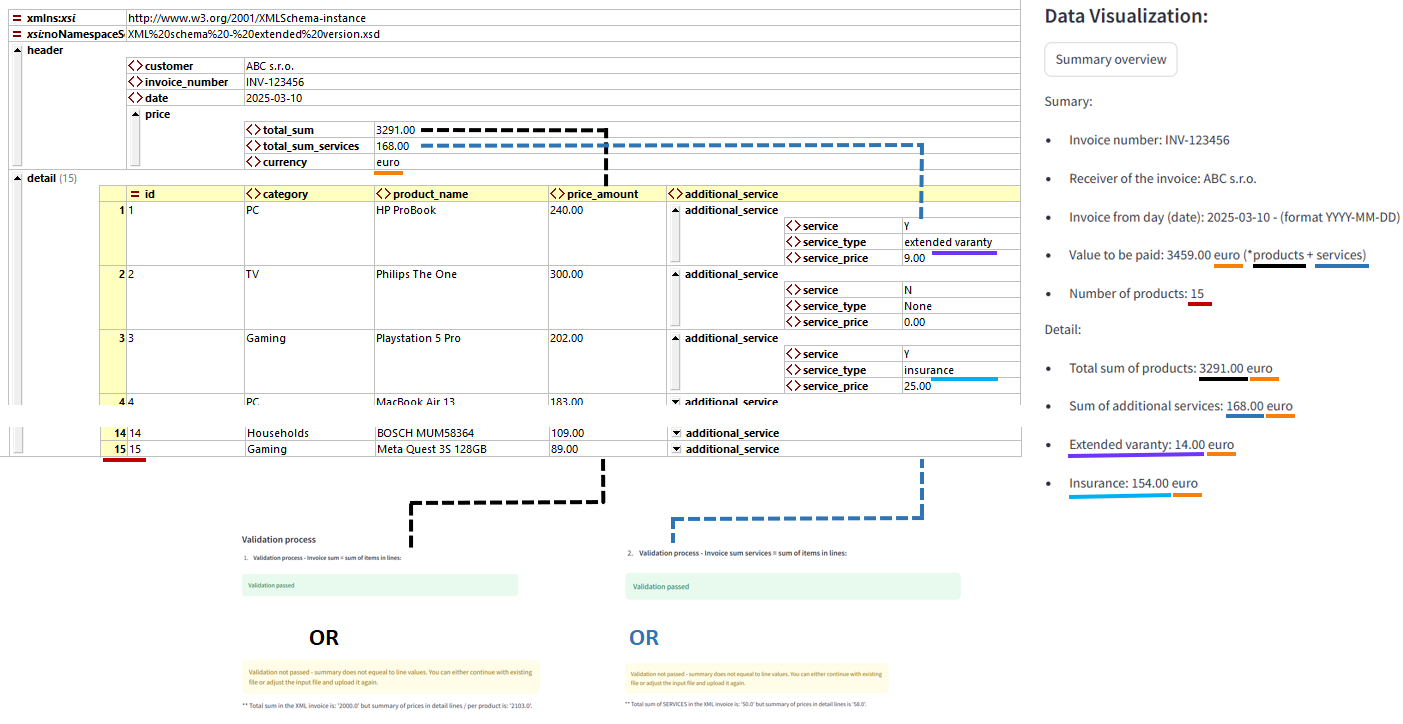 xmlns:xsi http://www.w3.org/2001/XMLSchema-instance
xsi:noNamespaceS XML%20schema%20-%20extended%20version.xsd
header
customer ABC s.r.o.
invoice_number INV-123456
date 2025-03-10
price
total_sum 3291.00
total_sum_services 168.00
currency euro
detail (15)
id category product_name price_amount additional_service
1 1 PC HP ProBook 240.00 additional_service
service Y
service_type extended varanty
service_price 9.00
2 2 TV Philips The One 300.00 additional_service
service N
service_type None
service_price 0.00
3 3 Gaming Playstation 5 Pro 202.00 additional_service
service Y
service_type insurance
service_price 25.00
4 4 PC MacBook Air 13 183.00 additional_service
14 14 Households BOSCH MUM58364 109.00 additional_service
15 15 Gaming Meta Quest 3S 128GB 89.00 additional_service
Data Visualization:
Summary overview
Sumary:
• Invoice number: INV-123456
• Receiver of the invoice: ABC s.r.o.
• Invoice from day (date): 2025-03-10 - (format YYYY-MM-DD)
• Value to be paid: 3459.00 euro (*products + services)
• Number of products: 15
Detail:
• Total sum of products: 3291.00 euro
• Sum of additional services: 168.00 euro
• Extended varanty: 14.00 euro
• Insurance: 154.00 euro
Validation process
1. Validation process - Invoice sum = sum of items in lines:
Validation passed
OR
Validation not passed - summary does not equeal to line values. You can either continue with existing
file or adjust the input file and upload it again.
** Total sum in the XML invoice is: '2000.0' but summary of prices in detail lines / per product is: '2103.0'.
2. Validation process - Invoice sum services = sum of items in lines:
Validation passed
OR
Validation not passed - summary does not equeal to line values. You can either continue with existing
file or adjust the input file and upload it again.
** Total sum of SERVICES in the XML invoice is: '50.0' but summary of prices in detail lines is '58.0'.